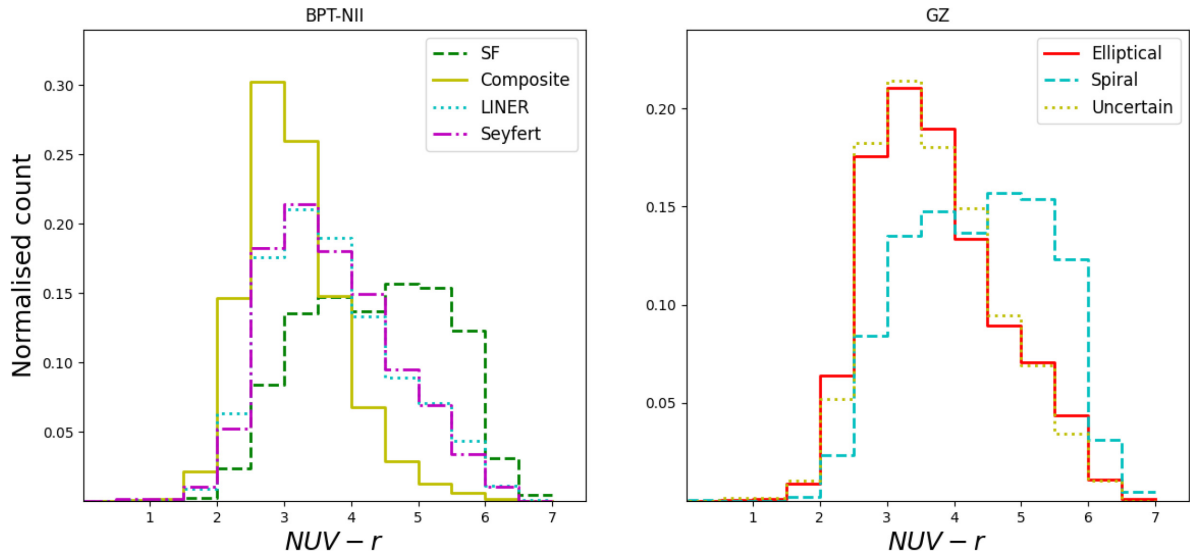 BPT-NII
Normalised count
0.30
0.25
0.20
0.15
0.10
0.05
1 2 3 4 5 6 7
NUV − r
SF
Composite
LINER
Seyfert
GZ
0.20
0.15
0.10
0.05
1 2 3 4 5 6 7
NUV − r
Elliptical
Spiral
Uncertain